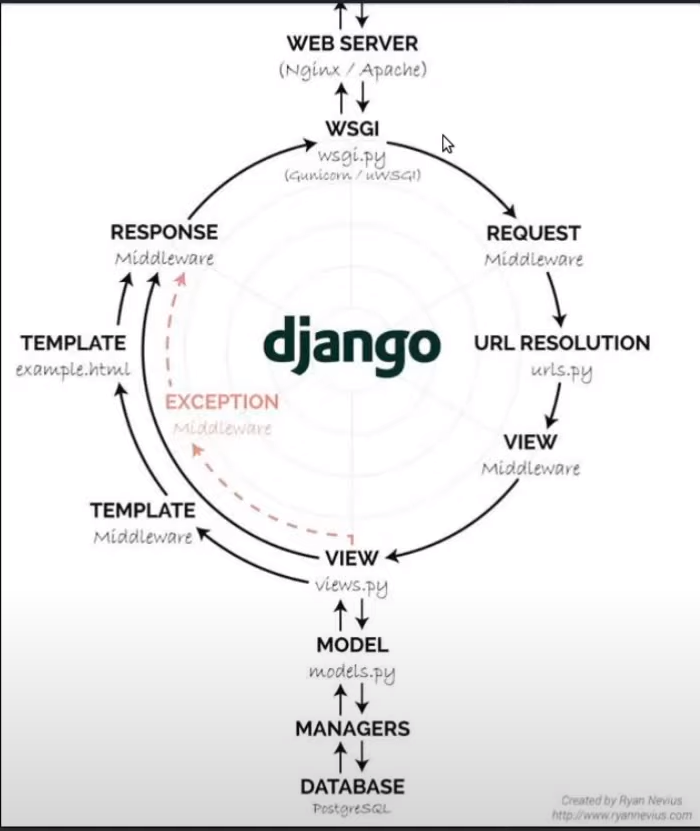 WEB SERVER
(Nginx / Apache)
WSGI
wsgi.py
(Gunicorn / uWSGI)
RESPONSE
Middleware
REQUEST
Middleware
django
TEMPLATE
example.html
URL RESOLUTION
urls.py
EXCEPTION
Middleware
VIEW
Middleware
TEMPLATE
Middleware
VIEW
views.py
MODEL
models.py
MANAGERS
DATABASE
PostgreSQL
Created by Ryan Nevius
http://www.ryannevius.com